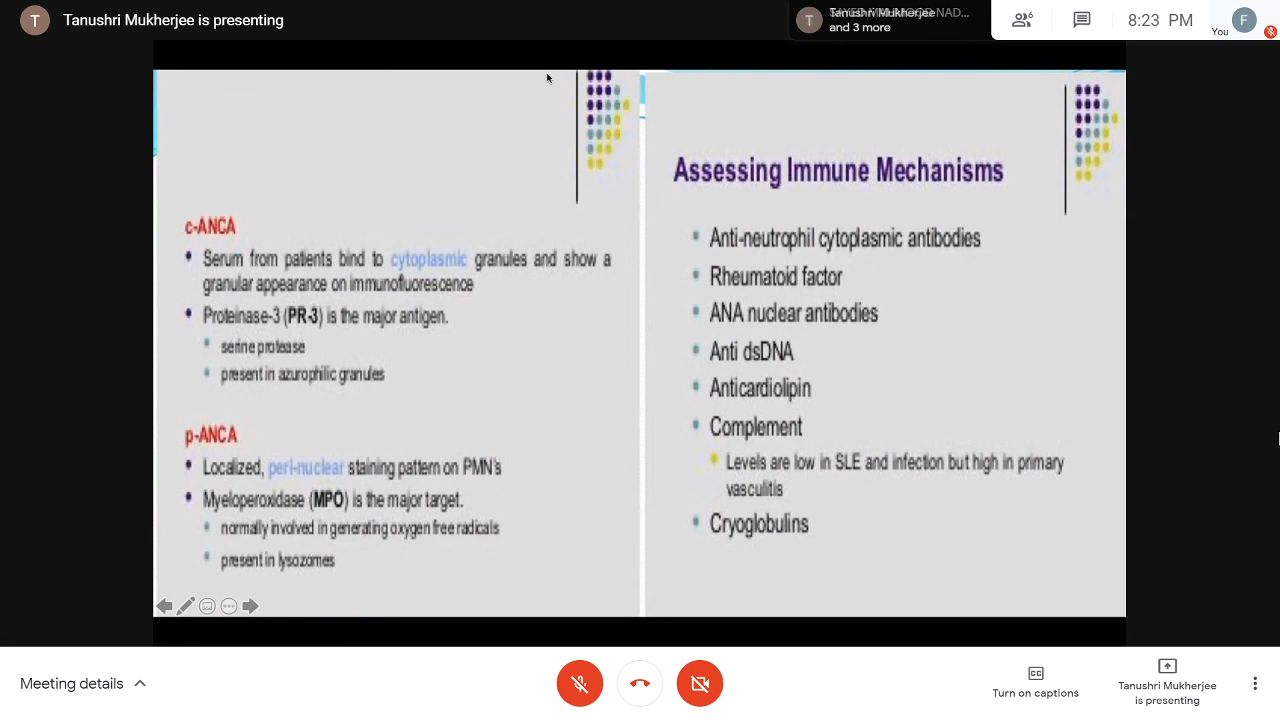 T
Tanushri Mukherjee is presenting
T
Tanushri Mukherjee
and 3 more
6
8:23 PM
You
F
c-ANCA
Serum from patients bind to cytoplasmic granules and show a
granular appearance on immunofluorescence
Proteinase-3 (PR-3) is the major antigen.
serine protease
present in azurophilic granules
p-ANCA
Localized, peri-nuclear staining pattern on PMN's
Myeloperoxidase (MPO) is the major target.
normally involved in generating oxygen free radicals
present in lysozomes
Assessing Immune Mechanisms
Anti-neutrophil cytoplasmic antibodies
Rheumatoid factor
ANA nuclear antibodies
Anti dsDNA
Anticardiolipin
Complement
Levels are low in SLE and infection but high in primary
vasculitis
Cryoglobulins
Meeting details
CC
Turn on captions
Tanushri Mukherjee
is presenting